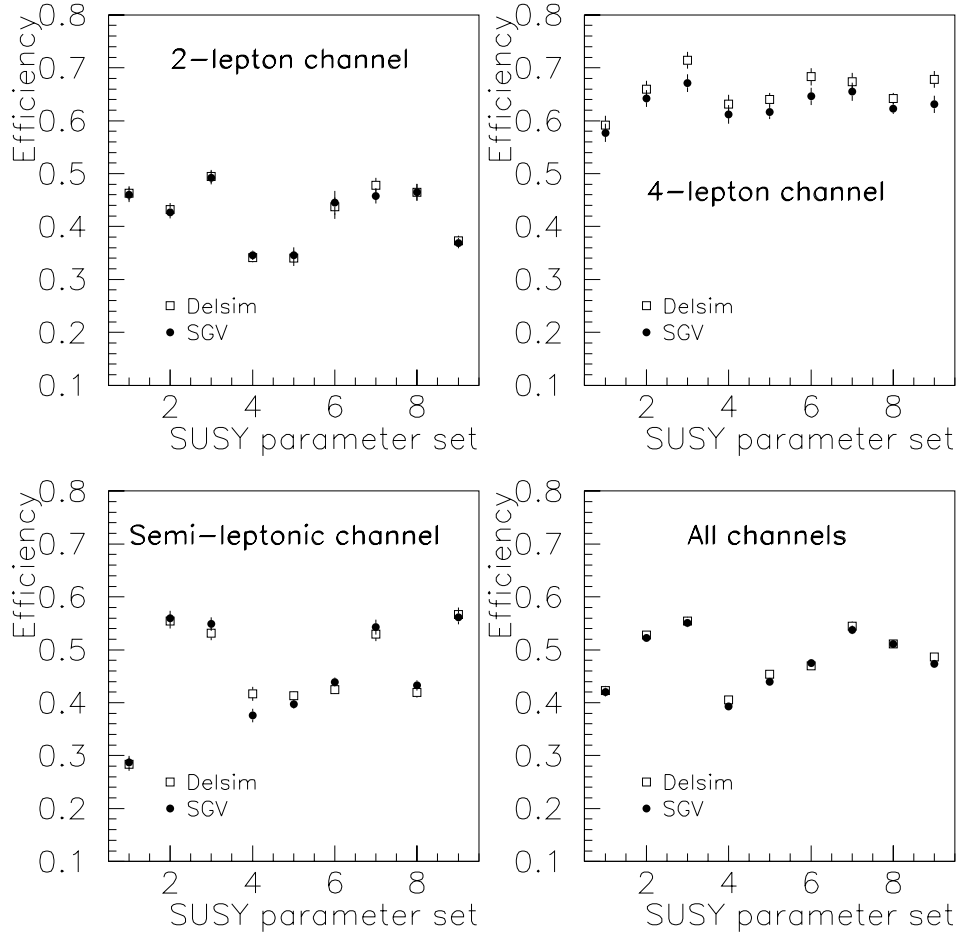 Efficiency
0.8
0.7
0.6
0.5
0.4
0.3
0.2
0.1
2-lepton channel
Delsim
SGV
2 4 6 8
SUSY parameter set
Efficiency
0.8
0.7
0.6
0.5
0.4
0.3
0.2
0.1
4-lepton channel
Delsim
SGV
2 4 6 8
SUSY parameter set
Efficiency
0.8
0.7
0.6
0.5
0.4
0.3
0.2
0.1
Semi-leptonic channel
Delsim
SGV
2 4 6 8
SUSY parameter set
Efficiency
0.8
0.7
0.6
0.5
0.4
0.3
0.2
0.1
All channels
Delsim
SGV
2 4 6 8
SUSY parameter set